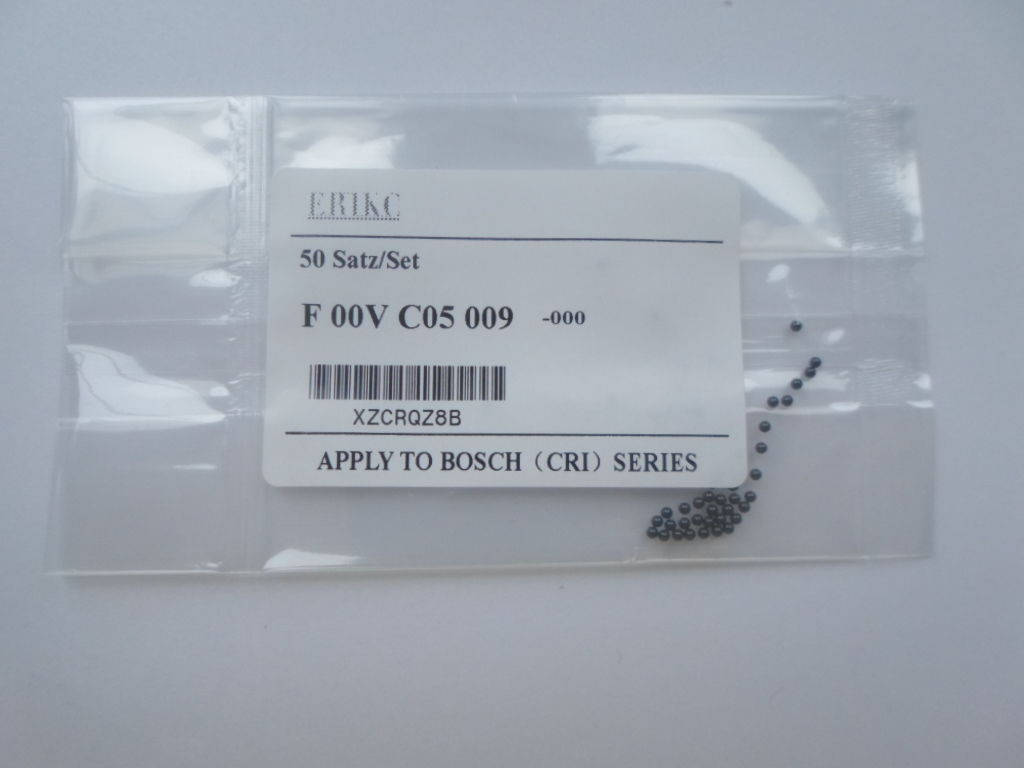 ERIKC
50 Satz/Set
F 00V C05 009 -000
XZCRQZ8B
APPLY TO BOSCH（CRI）SERIES